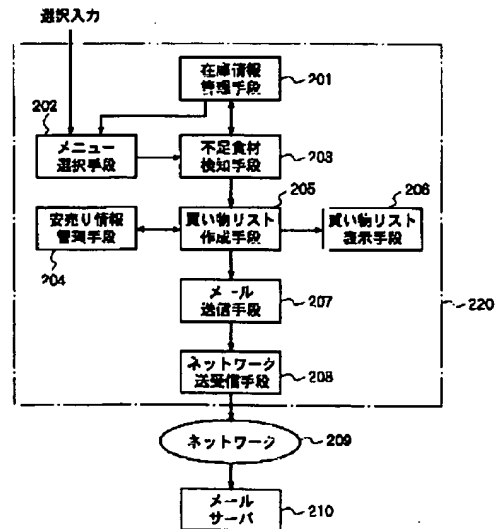 選択入力
在庫情報
管理手段
201
202
メニュー
選択手段
不足食材
検知手段
203
205
206
安売り情報
管理手段
買い物リスト
作成手段
買い物リスト
表示手段
204
メール
送信手段
207
220
ネットワーク
送受信手段
208
ネットワーク
209
メール
サーバ
210